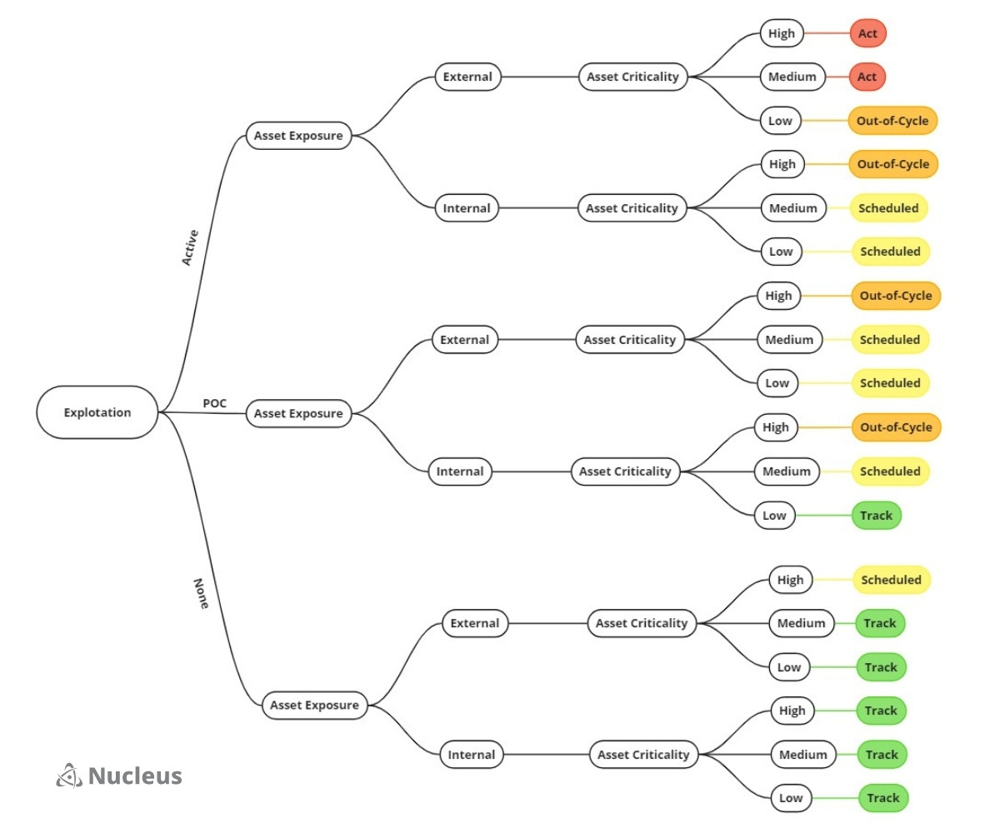 High Act
External Asset Criticality Medium Act
Low Out-of-Cycle
Asset Exposure
High Out-of-Cycle
Internal Asset Criticality Medium Scheduled
Low Scheduled
Active
High Out-of-Cycle
External Asset Criticality Medium Scheduled
Low Scheduled
Explotation POC Asset Exposure
High Out-of-Cycle
Internal Asset Criticality Medium Scheduled
Low Track
None
High Scheduled
External Asset Criticality Medium Track
Low Track
Asset Exposure
High Track
Internal Asset Criticality Medium Track
Low Track
Nucleus